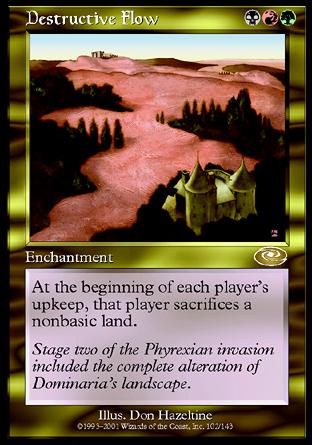 Destructive Flow
Enchantment
At the beginning of each player's
upkeep, that player sacrifices a
nonbasic land.
Stage two of the Phyrexian invasion
included the complete alteration of
Dominaria's landscape.
Illus. Don Hazeltine
©1993-2001 Wizards of the Coast, Inc. 102/143